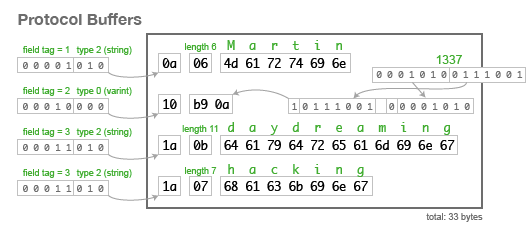 Protocol Buffers
field tag = 1 type 2 (string) length 6 M a r t i n
0 0 0 0 1 0 1 0 0a 06 4d 61 72 74 69 6e
1337
0 0 0 1 0 1 0 0 1 1 1 0 0 1
field tag = 2 type 0 (varint)
0 0 0 1 0 0 0 0 10 b9 0a 1 0 1 1 1 0 0 1 0 0 0 0 1 0 1 0
field tag = 3 type 2 (string) length 11 d a y d r e a m i n g
0 0 0 1 1 0 1 0 1a 0b 64 61 79 64 72 65 61 6d 69 6e 67
field tag = 3 type 2 (string) length 7 h a c k i n g
0 0 0 1 1 0 1 0 1a 07 68 61 63 6b 69 6e 67
total: 33 bytes